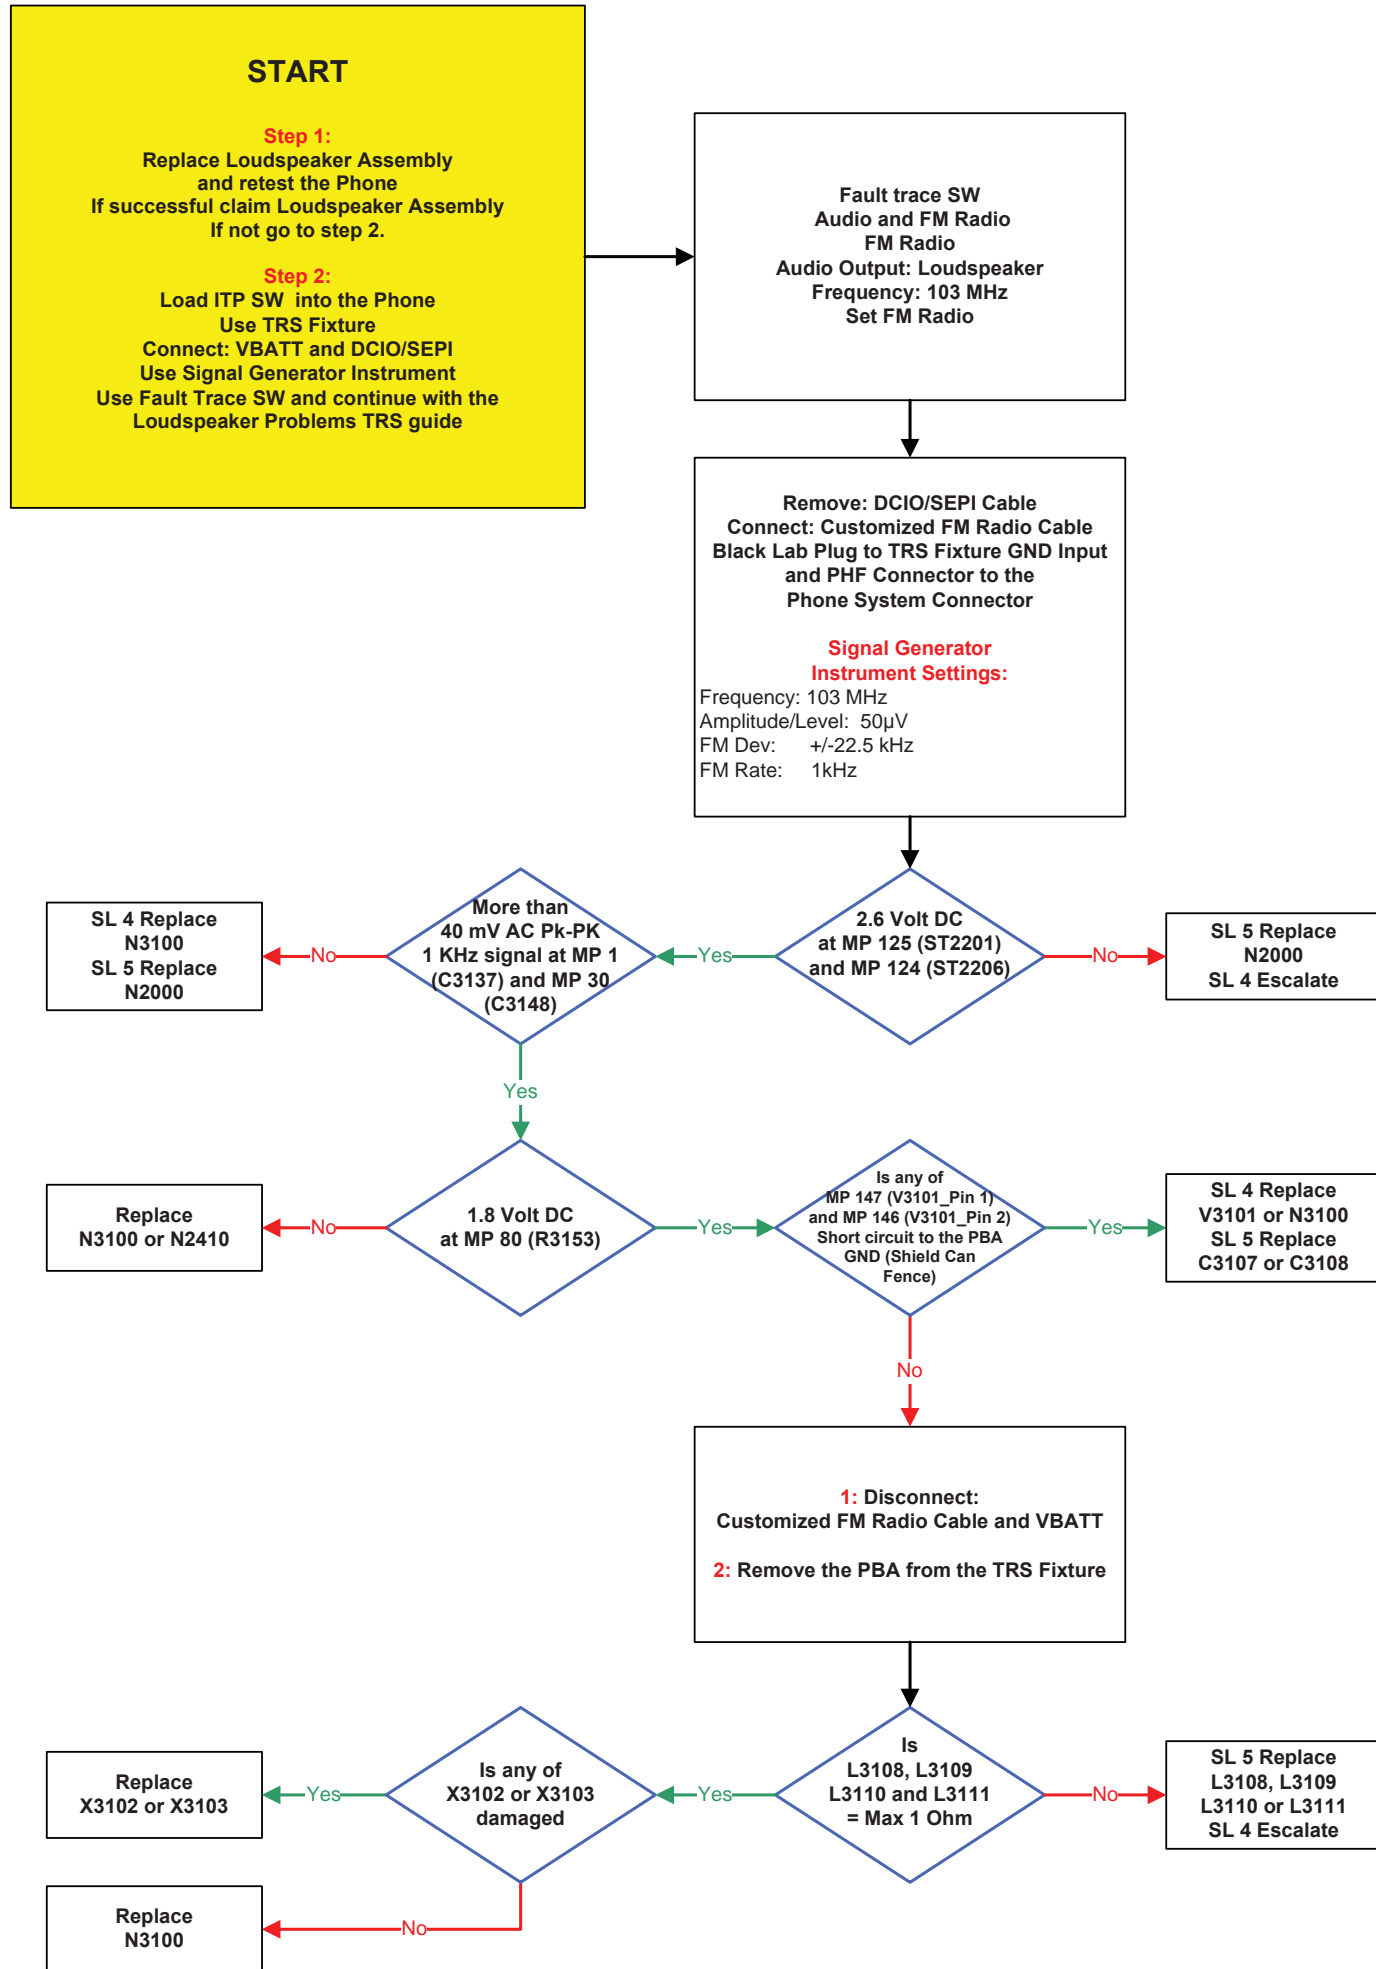 START
Step 1:
Replace Loudspeaker Assembly
and retest the Phone
If successful claim Loudspeaker Assembly
If not go to step 2.
Step 2:
Load ITP SW into the Phone
Use TRS Fixture
Connect: VBATT and DCIO/SEPI
Use Signal Generator Instrument
Use Fault Trace SW and continue with the
Loudspeaker Problems TRS guide
Fault trace SW
Audio and FM Radio
FM Radio
Audio Output: Loudspeaker
Frequency: 103 MHz
Set FM Radio
Remove: DCIO/SEPI Cable
Connect: Customized FM Radio Cable
Black Lab Plug to TRS Fixture GND Input
and PHF Connector to the
Phone System Connector
Signal Generator
Instrument Settings:
Frequency: 103 MHz
Amplitude/Level: 50µV
FM Dev: +/-22.5 kHz
FM Rate: 1kHz
SL 4 Replace
N3100
SL 5 Replace
N2000
No
More than
40 mV AC Pk-PK
1 KHz signal at MP 1
(C3137) and MP 30
(C3148)
Yes
2.6 Volt DC
at MP 125 (ST2201)
and MP 124 (ST2206)
No
SL 5 Replace
N2000
SL 4 Escalate
Yes
Replace
N3100 or N2410
No
1.8 Volt DC
at MP 80 (R3153)
Yes
Is any of
MP 147 (V3101_Pin 1)
and MP 146 (V3101_Pin 2)
Short circuit to the PBA
GND (Shield Can
Fence)
Yes
SL 4 Replace
V3101 or N3100
SL 5 Replace
C3107 or C3108
No
1: Disconnect:
Customized FM Radio Cable and VBATT
2: Remove the PBA from the TRS Fixture
Replace
X3102 or X3103
Yes
Is any of
X3102 or X3103
damaged
Yes
Is
L3108, L3109
L3110 and L3111
= Max 1 Ohm
No
SL 5 Replace
L3108, L3109
L3110 or L3111
SL 4 Escalate
Replace
N3100
No